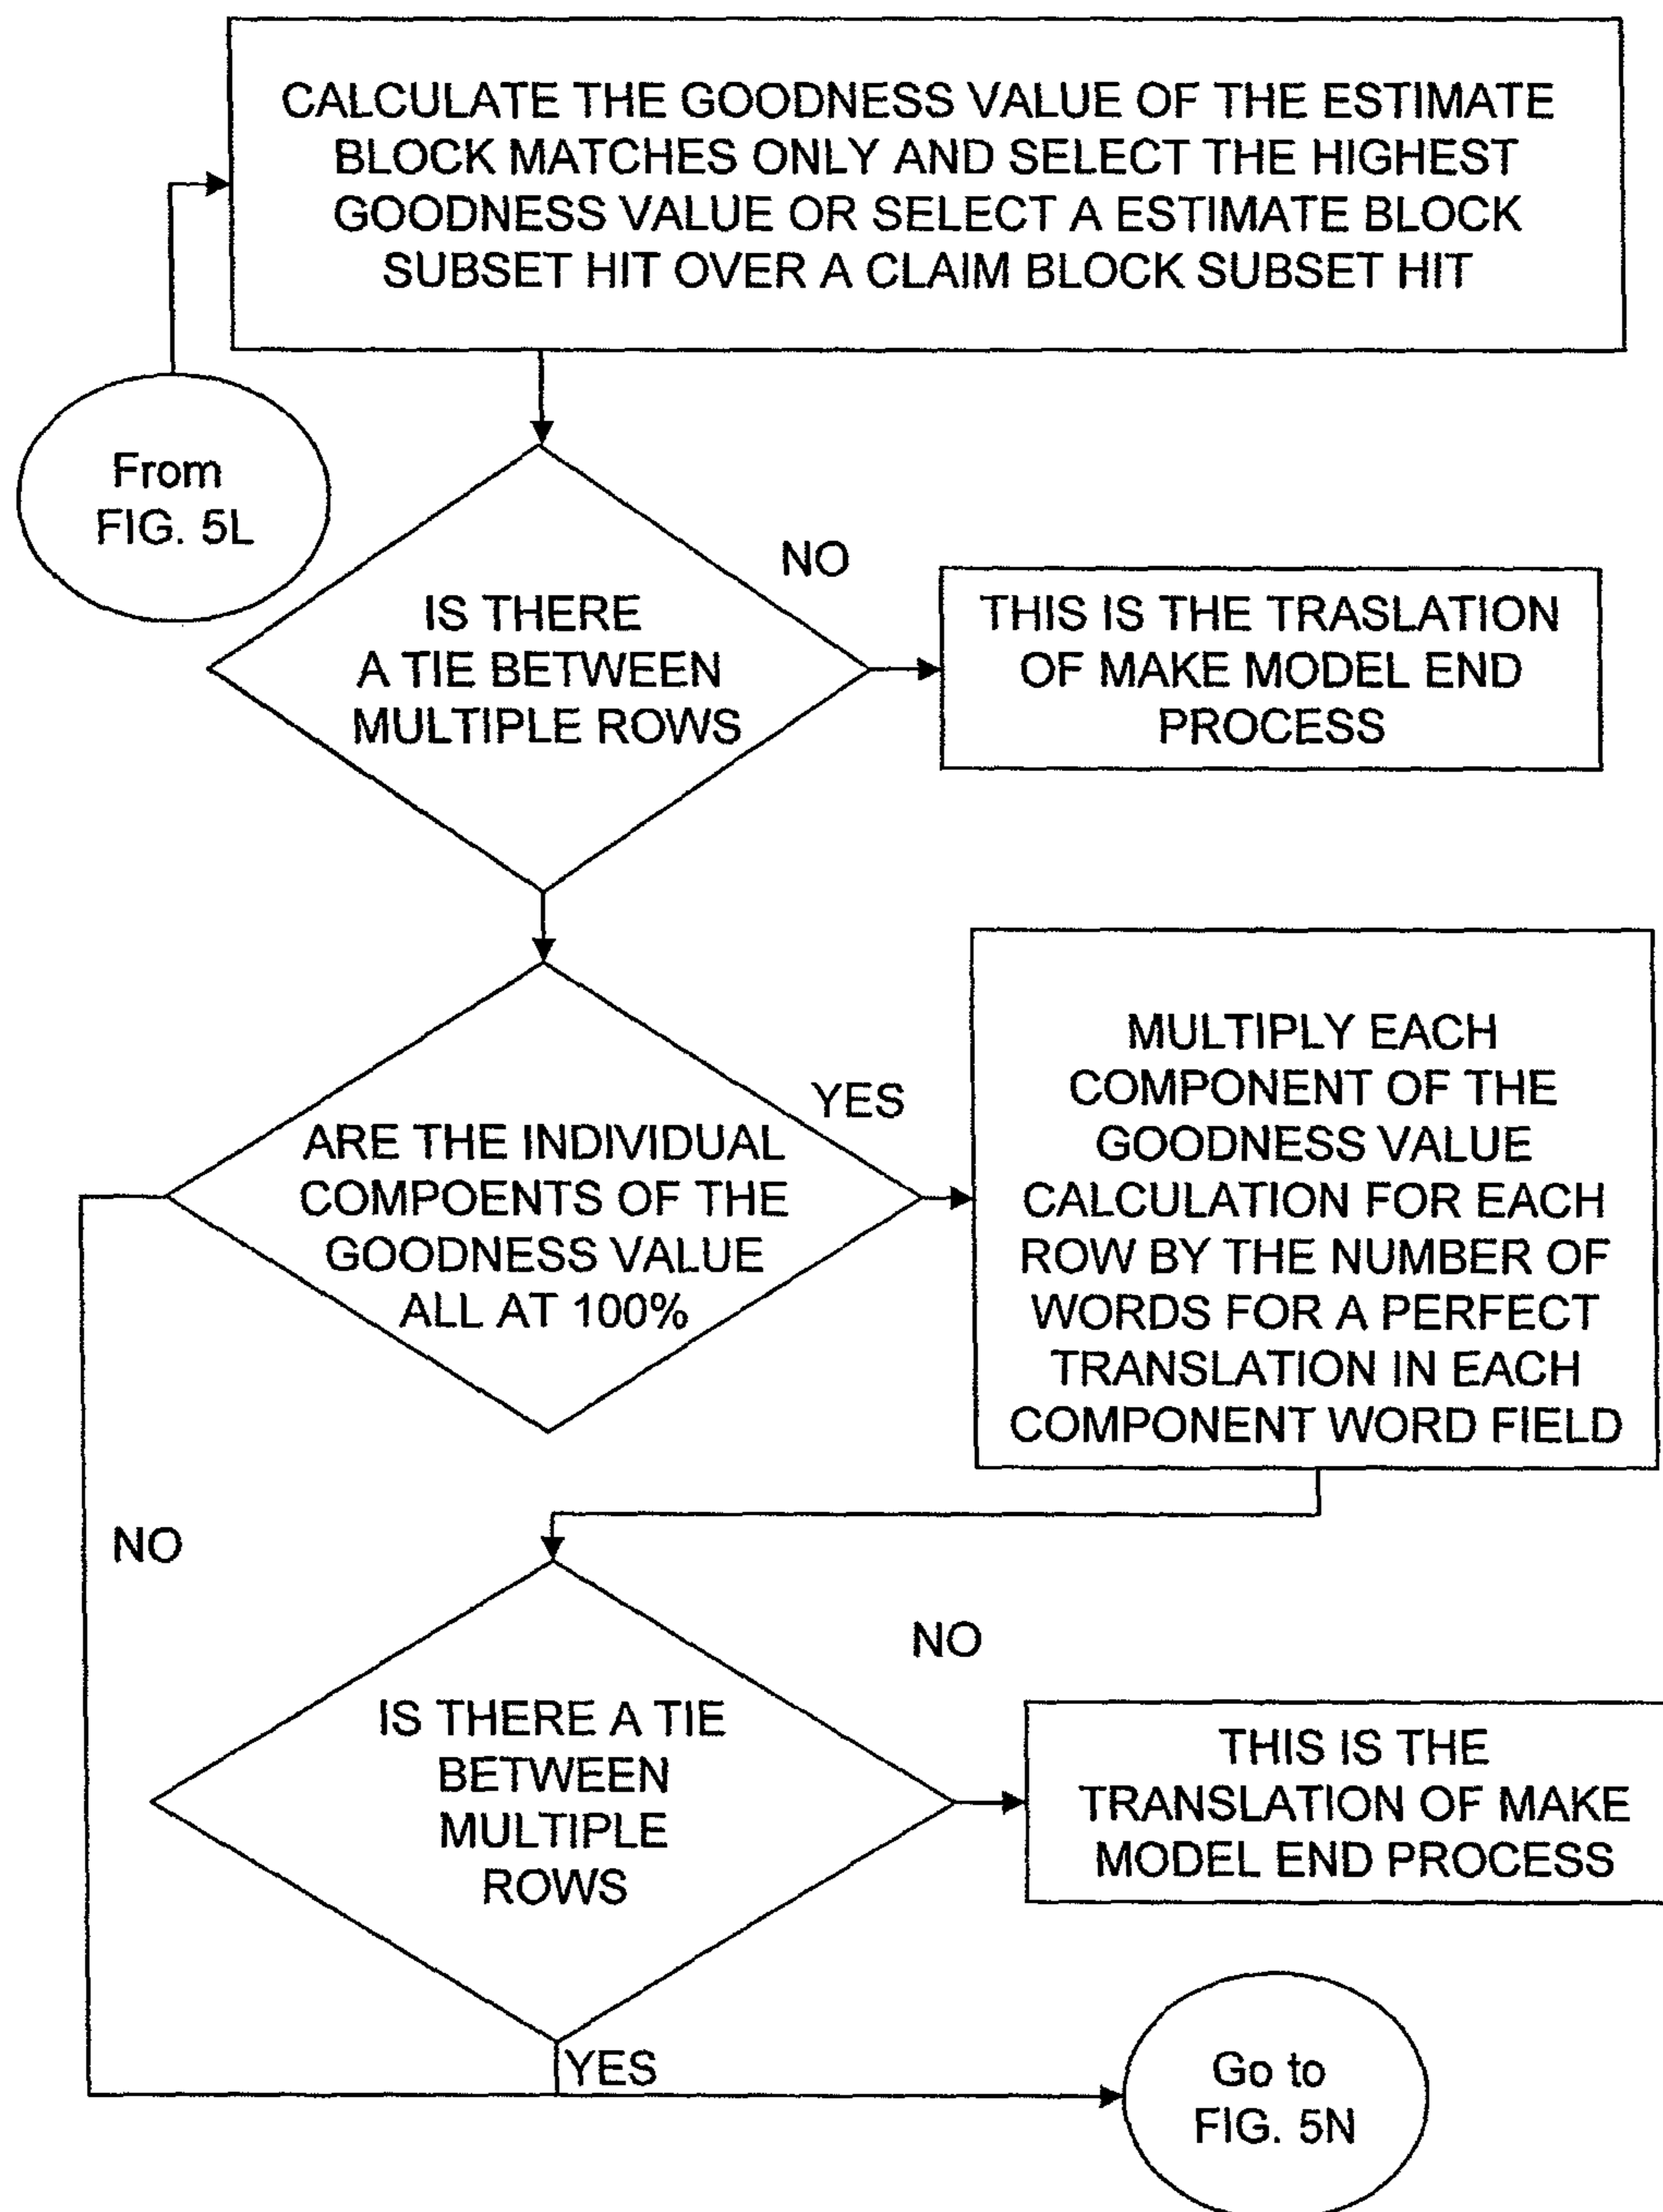 CALCULATE THE GOODNESS VALUE OF THE ESTIMATE
BLOCK MATCHES ONLY AND SELECT THE HIGHEST
GOODNESS VALUE OR SELECT A ESTIMATE BLOCK
SUBSET HIT OVER A CLAIM BLOCK SUBSET HIT
From
FIG. 5L
IS THERE
A TIE BETWEEN
MULTIPLE ROWS
NO
THIS IS THE TRASLATION
OF MAKE MODEL END
PROCESS
ARE THE INDIVIDUAL
COMPOENTS OF THE
GOODNESS VALUE
ALL AT 100%
YES
MULTIPLY EACH
COMPONENT OF THE
GOODNESS VALUE
CALCULATION FOR EACH
ROW BY THE NUMBER OF
WORDS FOR A PERFECT
TRANSLATION IN EACH
COMPONENT WORD FIELD
NO
IS THERE A TIE
BETWEEN
MULTIPLE
ROWS
NO
THIS IS THE
TRANSLATION OF MAKE
MODEL END PROCESS
YES
Go to
FIG. 5N